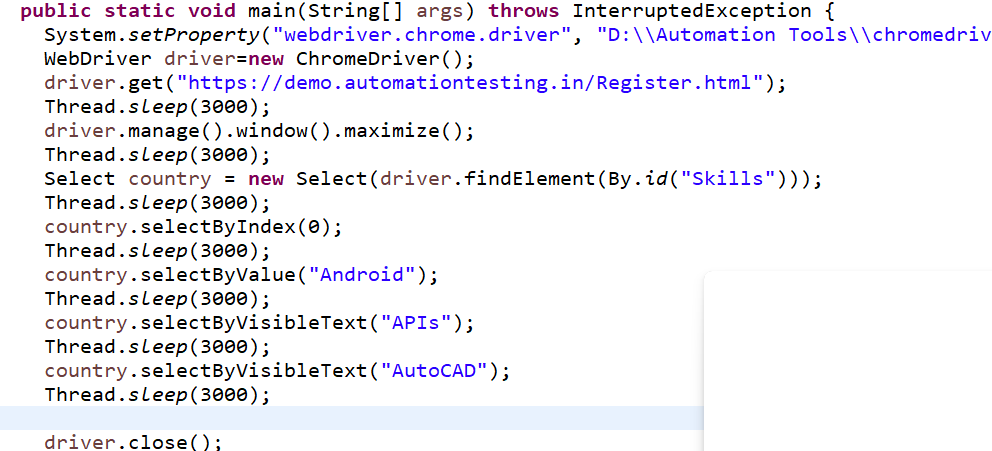 public static void main(String[] args) throws InterruptedException {
System.setProperty("webdriver.chrome.driver", "D:\\Automation Tools\\chromedriv
WebDriver driver=new ChromeDriver();
driver.get("https://demo.automationtesting.in/Register.html");
Thread.sleep(3000);
driver.manage().window().maximize();
Thread.sleep(3000);
Select country = new Select(driver.findElement(By.id("Skills")));
Thread.sleep(3000);
country.selectByIndex(0);
Thread.sleep(3000);
country.selectByValue("Android");
Thread.sleep(3000);
country.selectByVisibleText("APIs");
Thread.sleep(3000);
country.selectByVisibleText("AutoCAD");
Thread.sleep(3000);
driver.close();